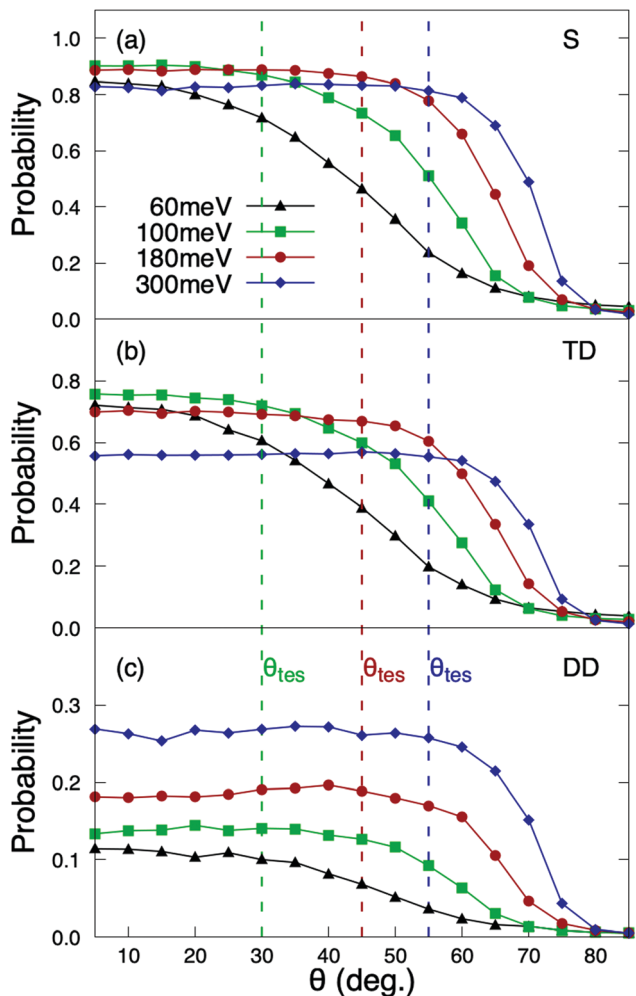 1.0
(a)
S
0.8
0.6
0.4
0.2
0.0
Probability
60meV
100meV
180meV
300meV
(b)
TD
0.8
0.6
0.4
0.2
0.0
Probability
(c)
θtes
θtes
θtes
DD
0.3
0.2
0.1
0.0
Probability
10 20 30 40 50 60 70 80
θ (deg.)